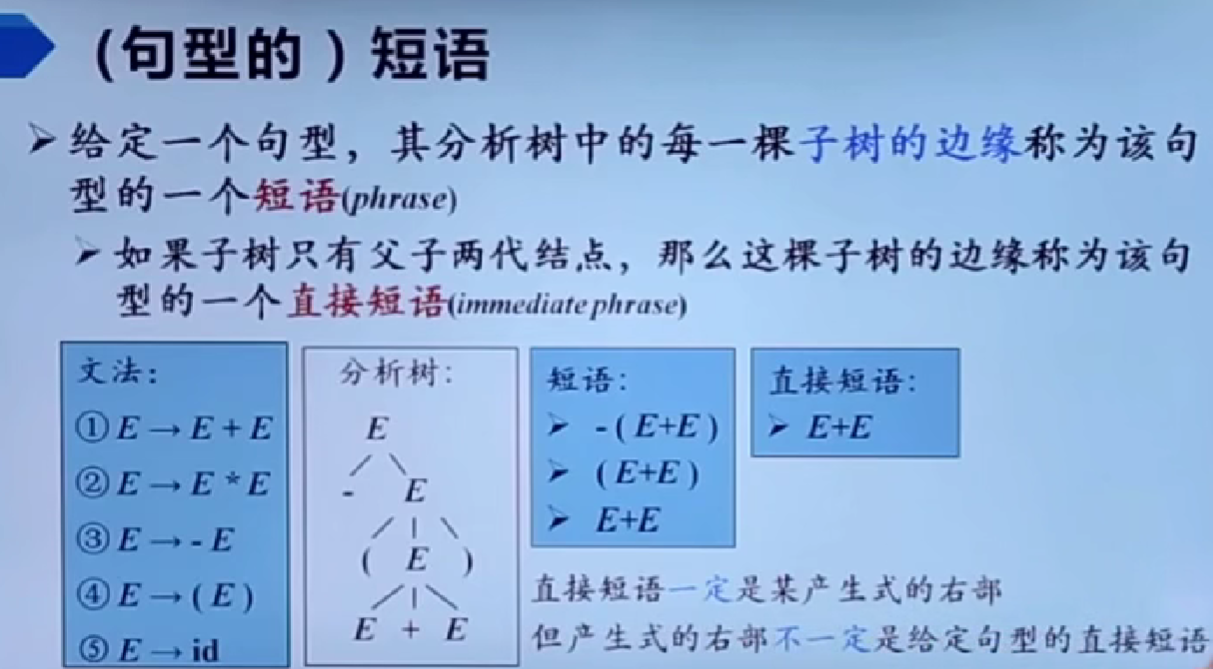 (句型的）短语
给定一个句型，其分析树中的每一棵子树的边缘称为该句
型的一个短语(phrase)
如果子树只有父子两代结点，那么这棵子树的边缘称为该句
型的一个直接短语(immediate phrase)
文法：
① E → E + E
② E → E * E
③ E → - E
④ E → ( E )
⑤ E → id
分析树：
E
- E
( E )
E + E
短语：
-( E+E )
( E+E )
E+E
直接短语：
E+E
直接短语一定是某产生式的右部
但产生式的右部不一定是给定句型的直接短语